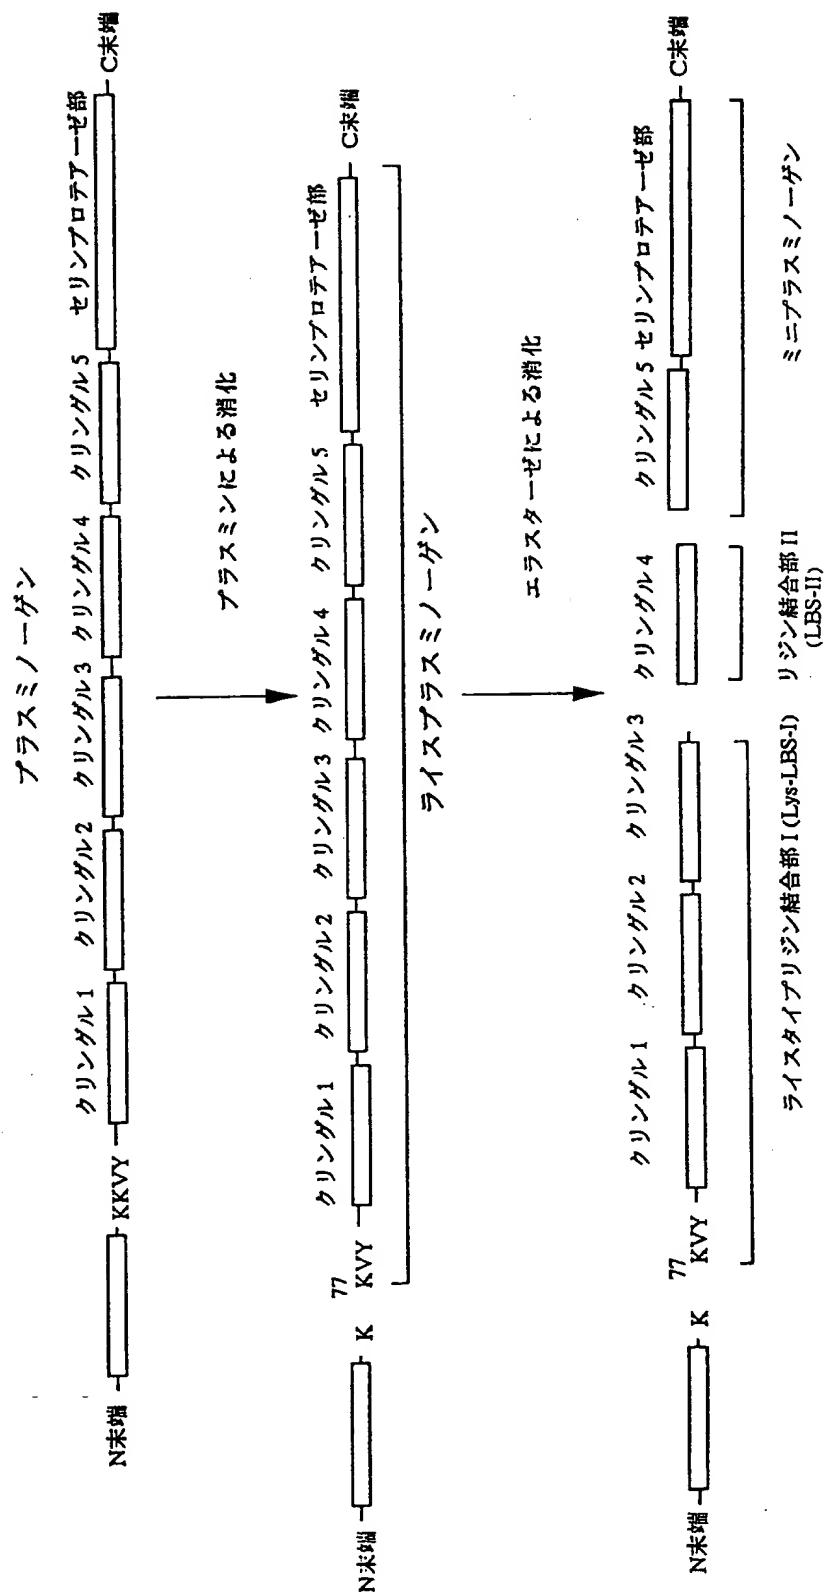 プラスミノーゲン
クリングル1 クリングル2 クリングル3 クリングル4 クリングル5 セリンプロテアーゼ部
N末端 KKVY C末端
プラスミンによる消化
クリングル1 クリングル2 クリングル3 クリングル4 クリングル5 セリンプロテアーゼ部
77
N末端 K KVY C末端
ライスプラスミノーゲン
エラスターゼによる消化
クリングル1 クリングル2 クリングル3 クリングル4 クリングル5 セリンプロテアーゼ部
77
N末端 K KVY C末端
ライスタイプリジン結合部I(Lys-LBS-I) リジン結合部II ミニプラスミノーゲン
(LBS-II)